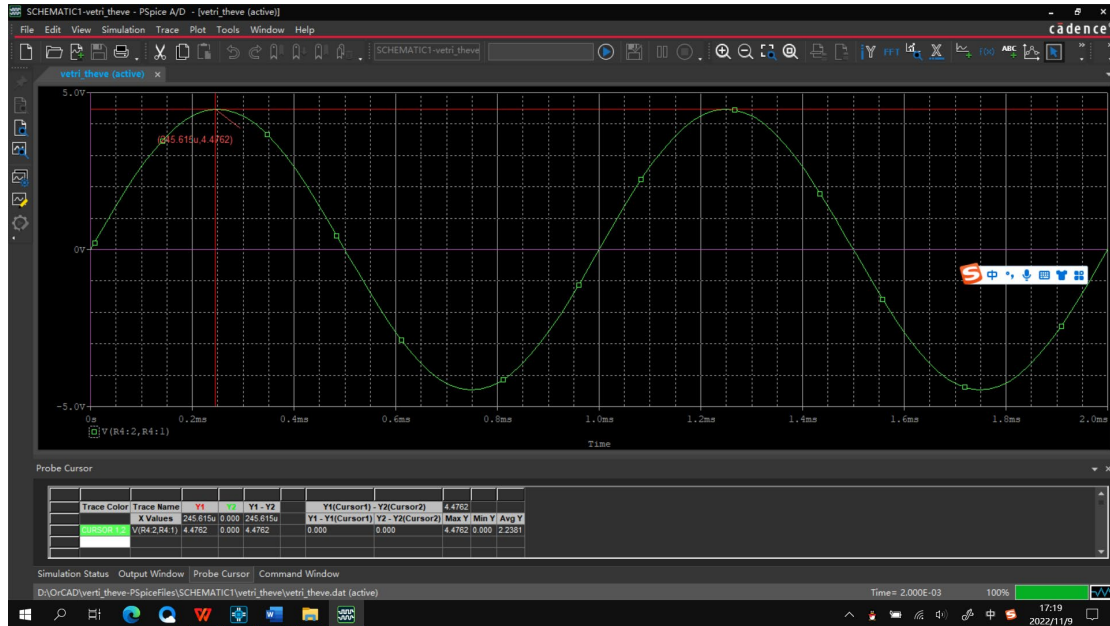 SCHEMATIC1-vetri_theve - PSpice A/D - [vetri_theve (active)]
File Edit View Simulation Trace Plot Tools Window Help
cādence
SCHEMATIC1-vetri_theve
FFT
f(x)
ABC
vetri_theve (active)
5.0V
(245.615u,4.4762)
0V
中
-5.0V
0s 0.2ms 0.4ms 0.6ms 0.8ms 1.0ms 1.2ms 1.4ms 1.6ms 1.8ms 2.0ms
V(R4:2,R4:1)
Time
Probe Cursor
Trace Color Trace Name Y1 Y2 Y1 - Y2 Y1(Cursor1) - Y2(Cursor2) 4.4762
X Values 245.615u 0.000 245.615u Y1 - Y1(Cursor1) Y2 - Y2(Cursor2) Max Y Min Y Avg Y
CURSOR 1,2 V(R4:2,R4:1) 4.4762 0.000 4.4762 0.000 0.000 4.4762 0.000 2.2381
Simulation Status Output Window Probe Cursor Command Window
D:\OrCAD\verti_theve-PSpiceFiles\SCHEMATIC1\vetri_theve\vetri_theve.dat (active)
Time= 2.000E-03 100%
中
17:19
2022/11/9